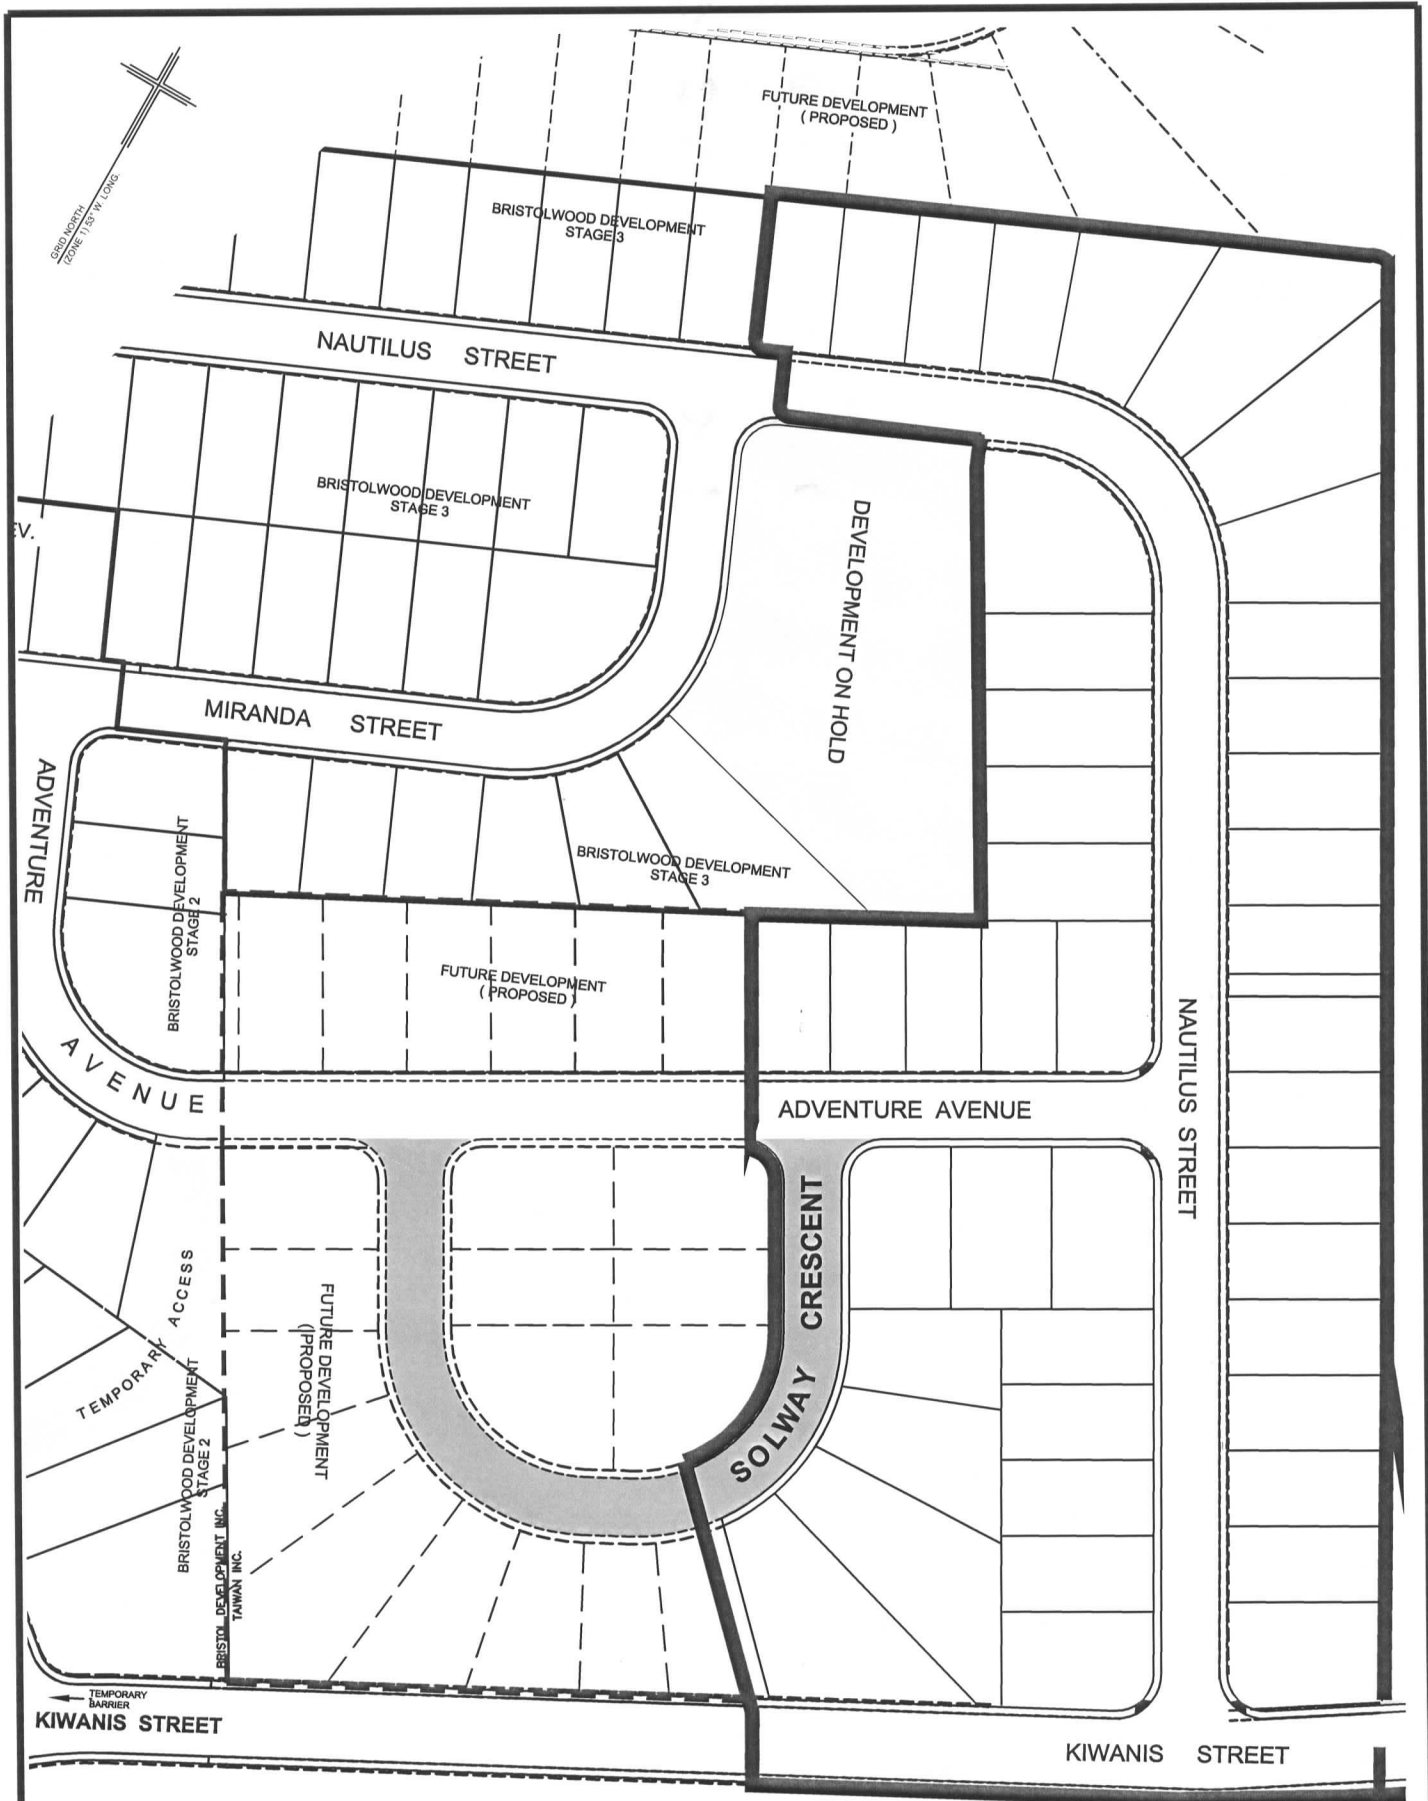 FUTURE DEVELOPMENT
( PROPOSED )
GRID NORTH
(ZONE 1) 53° W. LONG.
BRISTOLWOOD DEVELOPMENT
STAGE 3
NAUTILUS STREET
BRISTOLWOOD DEVELOPMENT
STAGE 3
EV.
DEVELOPMENT ON HOLD
MIRANDA STREET
ADVENTURE
BRISTOLWOOD DEVELOPMENT
STAGE 2
BRISTOLWOOD DEVELOPMENT
STAGE 3
FUTURE DEVELOPMENT
( PROPOSED )
AVENUE
ADVENTURE AVENUE
NAUTILUS STREET
SOLWAY CRESCENT
TEMPORARY ACCESS
FUTURE DEVELOPMENT
(PROPOSED )
BRISTOLWOOD DEVELOPMENT
STAGE 2
BRISTOL DEVELOPMENT INC.
TAIWAN INC.
TEMPORARY
BARRIER
KIWANIS STREET
KIWANIS STREET